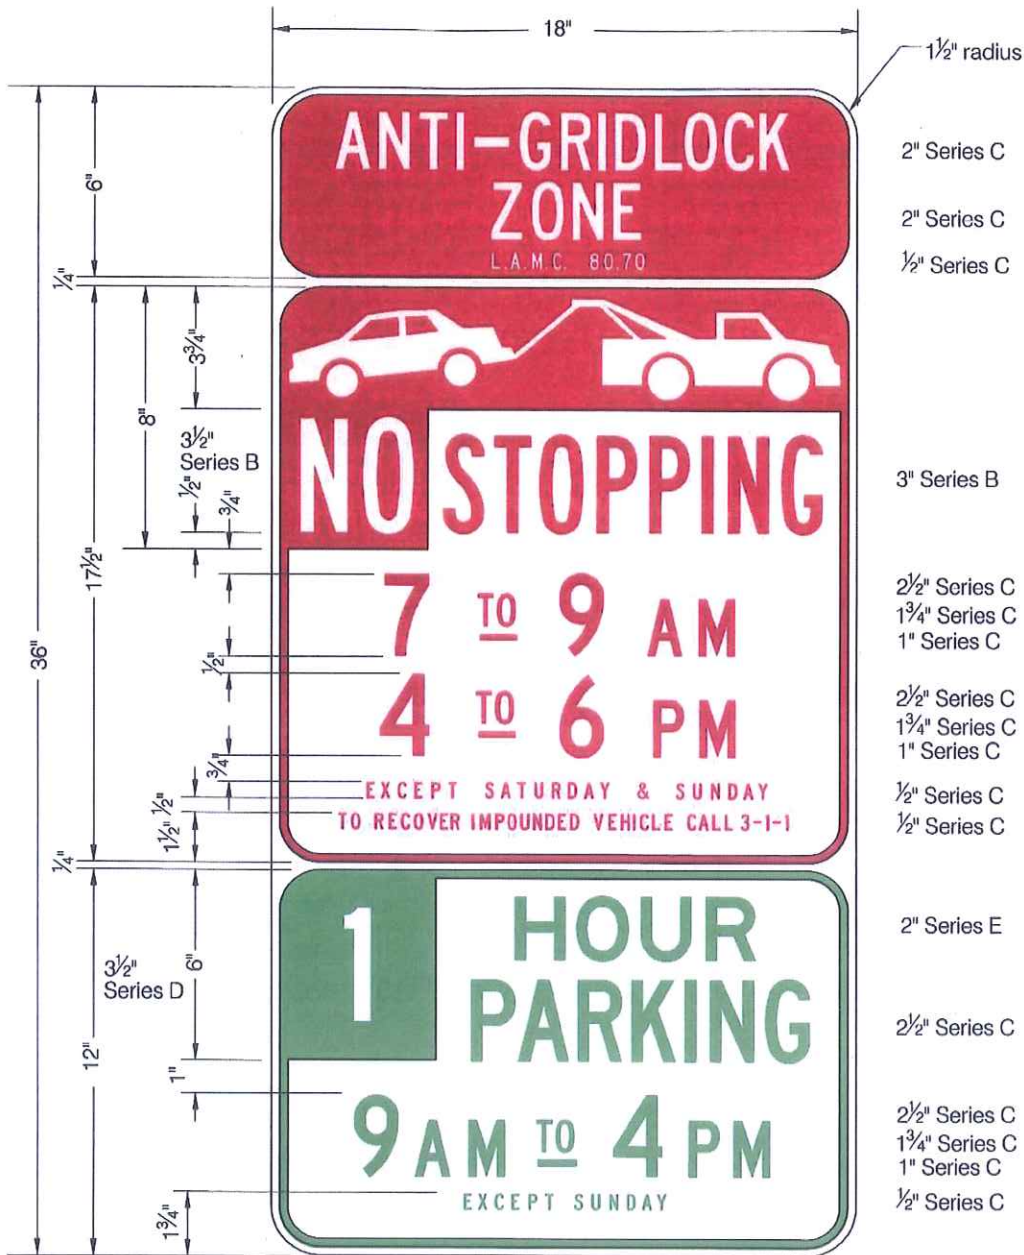 18"
1½" radius
ANTI-GRIDLOCK
ZONE
L.A.M.C. 80.70
2" Series C
2" Series C
½" Series C
36"
6"
¼"
17½"
8"
3¾"
3½"
Series B
½"
¾"
NO STOPPING
3" Series B
7 TO 9 AM
2½" Series C
1¾" Series C
1" Series C
½"
4 TO 6 PM
2½" Series C
1¾" Series C
1" Series C
¾"
½"
1½"
EXCEPT SATURDAY & SUNDAY
½" Series C
TO RECOVER IMPOUNDED VEHICLE CALL 3-1-1
½" Series C
¼"
12"
6"
3½"
Series D
1 HOUR
PARKING
2" Series E
2½" Series C
1"
9 AM TO 4 PM
2½" Series C
1¾" Series C
1" Series C
EXCEPT SUNDAY
½" Series C
1¾"